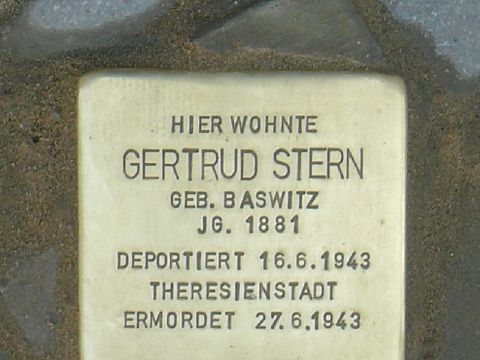 HIER WOHNTE
GERTRUD STERN
GEB. BASWITZ
JG. 1881
DEPORTIERT 16.6.1943
THERESIENSTADT
ERMORDET 27.6.1943